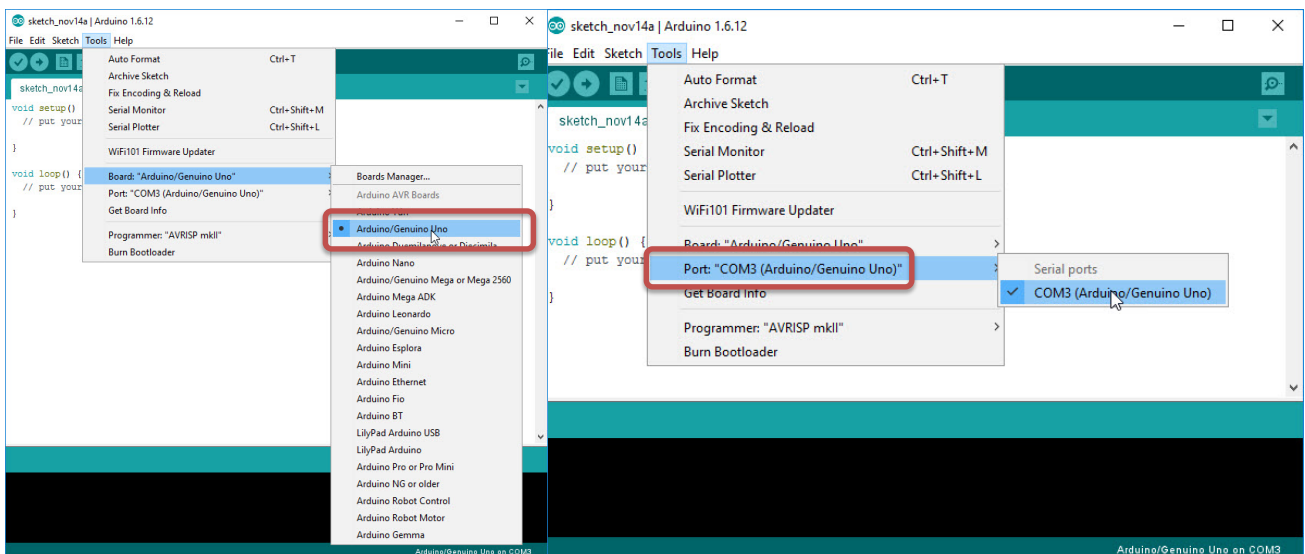 sketch_nov14a | Arduino 1.6.12
File Edit Sketch Tools Help
Auto Format Ctrl+T
Archive Sketch
Fix Encoding & Reload
Serial Monitor Ctrl+Shift+M
Serial Plotter Ctrl+Shift+L
WiFi101 Firmware Updater
Board: "Arduino/Genuino Uno"
Port: "COM3 (Arduino/Genuino Uno)"
Get Board Info
Programmer: "AVRISP mkII"
Burn Bootloader
sketch_nov14a
void setup()
// put your
}
void loop() {
// put your
}
Boards Manager...
Arduino AVR Boards
Arduino Yún
Arduino/Genuino Uno
Arduino Duemilanove or Diecimila
Arduino Nano
Arduino/Genuino Mega or Mega 2560
Arduino Mega ADK
Arduino Leonardo
Arduino/Genuino Micro
Arduino Esplora
Arduino Mini
Arduino Ethernet
Arduino Fio
Arduino BT
LilyPad Arduino USB
LilyPad Arduino
Arduino Pro or Pro Mini
Arduino NG or older
Arduino Robot Control
Arduino Robot Motor
Arduino Gemma
Arduino/Genuino Uno on COM3
sketch_nov14a | Arduino 1.6.12
File Edit Sketch Tools Help
Auto Format Ctrl+T
Archive Sketch
Fix Encoding & Reload
Serial Monitor Ctrl+Shift+M
Serial Plotter Ctrl+Shift+L
WiFi101 Firmware Updater
Board: "Arduino/Genuino Uno"
Port: "COM3 (Arduino/Genuino Uno)"
Get Board Info
Programmer: "AVRISP mkII"
Burn Bootloader
sketch_nov14a
void setup()
// put your
}
void loop() {
// put your
}
Serial ports
COM3 (Arduino/Genuino Uno)
Arduino/Genuino Uno on COM3